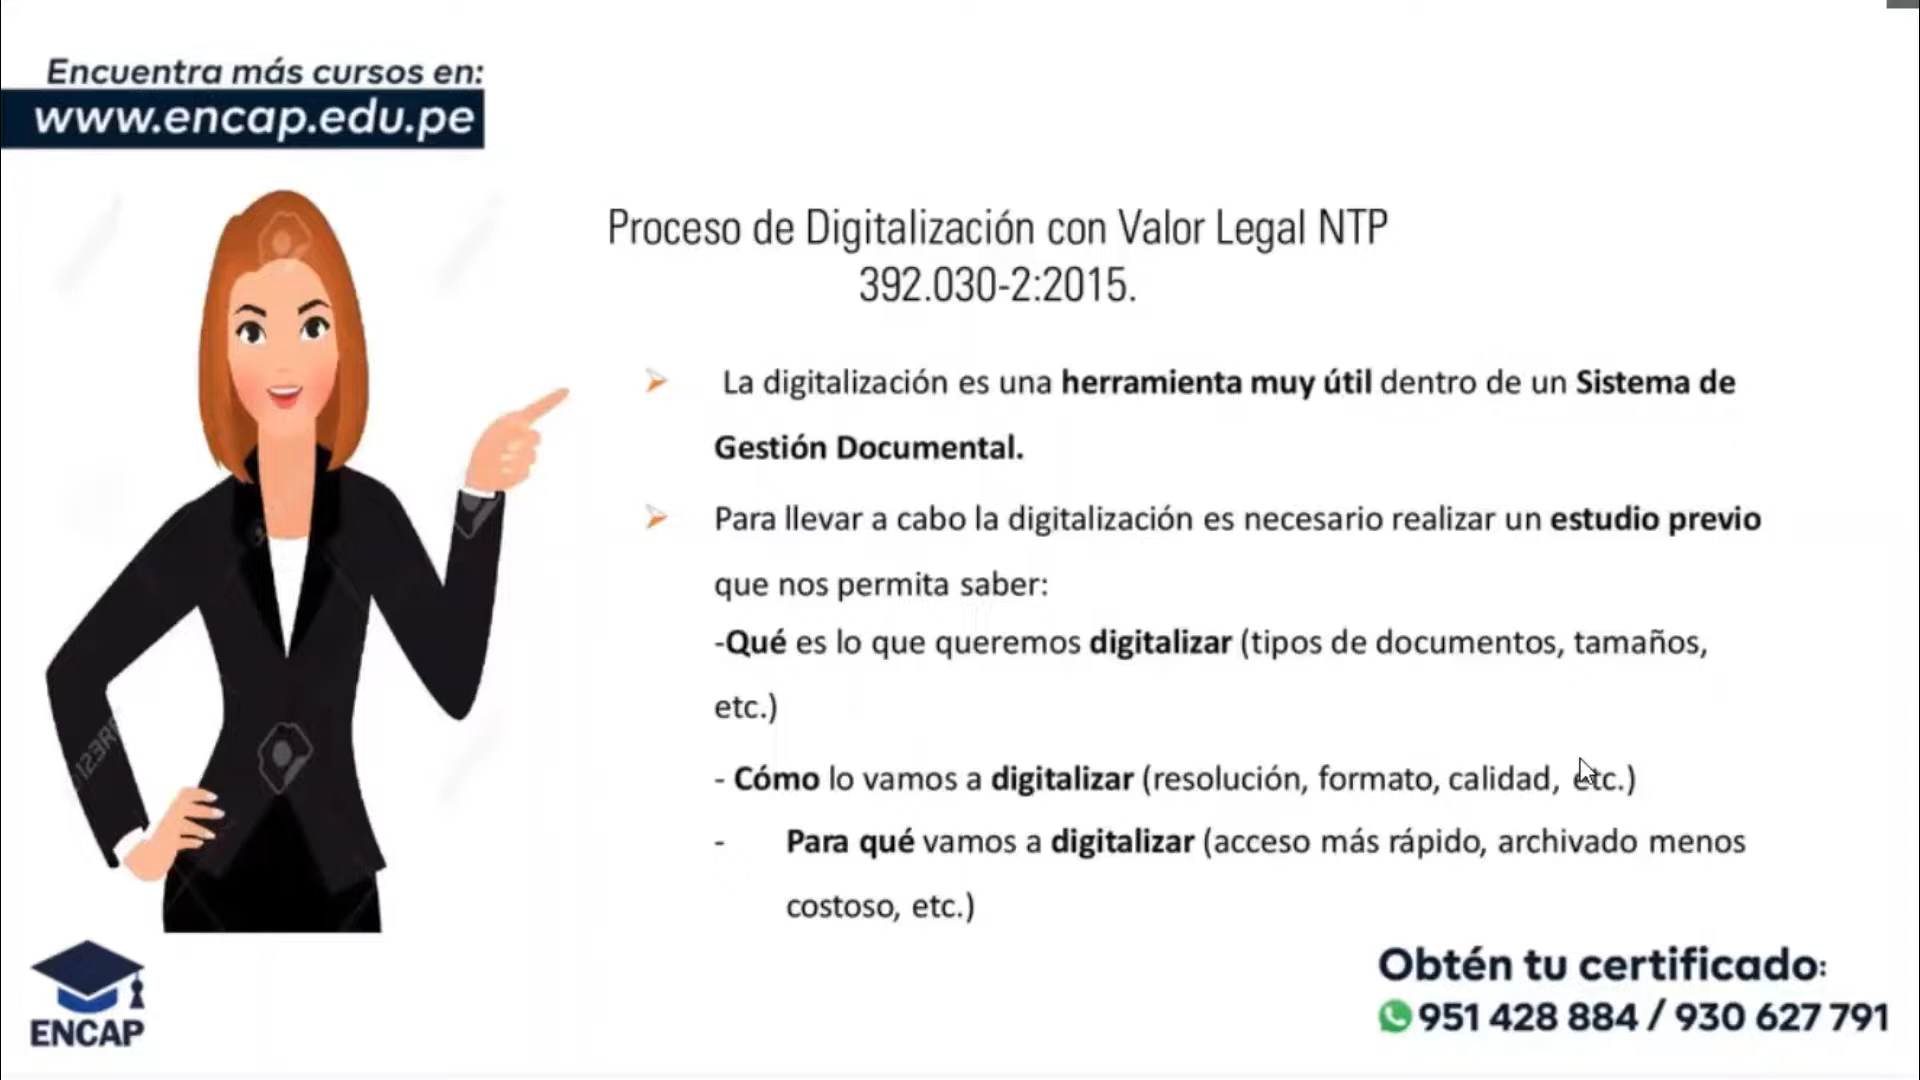 Encuentra más cursos en:
www.encap.edu.pe
Proceso de Digitalización con Valor Legal NTP
392.030-2:2015.
La digitalización es una herramienta muy útil dentro de un Sistema de
Gestión Documental.
Para llevar a cabo la digitalización es necesario realizar un estudio previo
que nos permita saber:
-Qué es lo que queremos digitalizar (tipos de documentos, tamaños,
etc.)
- Cómo lo vamos a digitalizar (resolución, formato, calidad, etc.)
- Para qué vamos a digitalizar (acceso más rápido, archivado menos
costoso, etc.)
ENCAP
Obtén tu certificado:
951 428 884 / 930 627 791